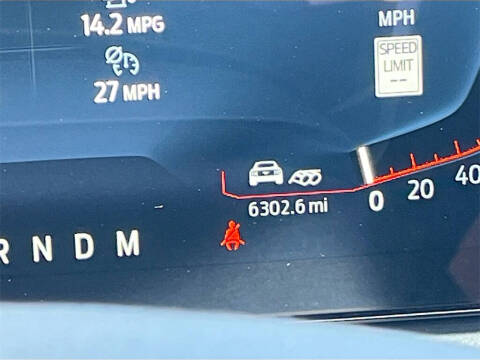 14.2 MPG
MPH
SPEED
LIMIT
--
27 MPH
6302.6 mi
0 20 40
R N D M